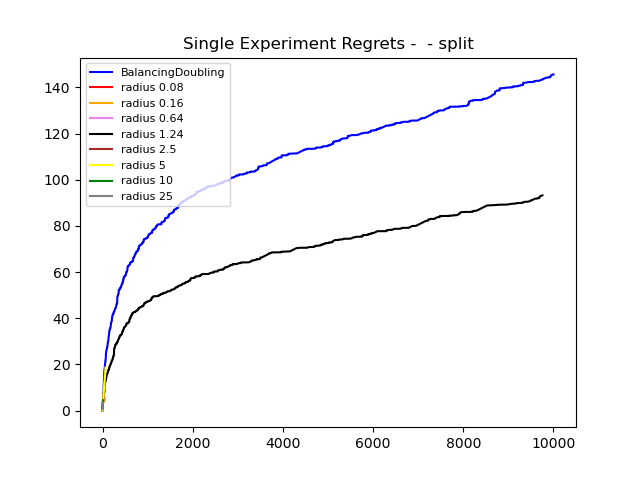 Single Experiment Regrets -  - split
BalancingDoubling
radius 0.08
radius 0.16
radius 0.64
radius 1.24
radius 2.5
radius 5
radius 10
radius 25
140
120
100
80
60
40
20
0
0 2000 4000 6000 8000 10000